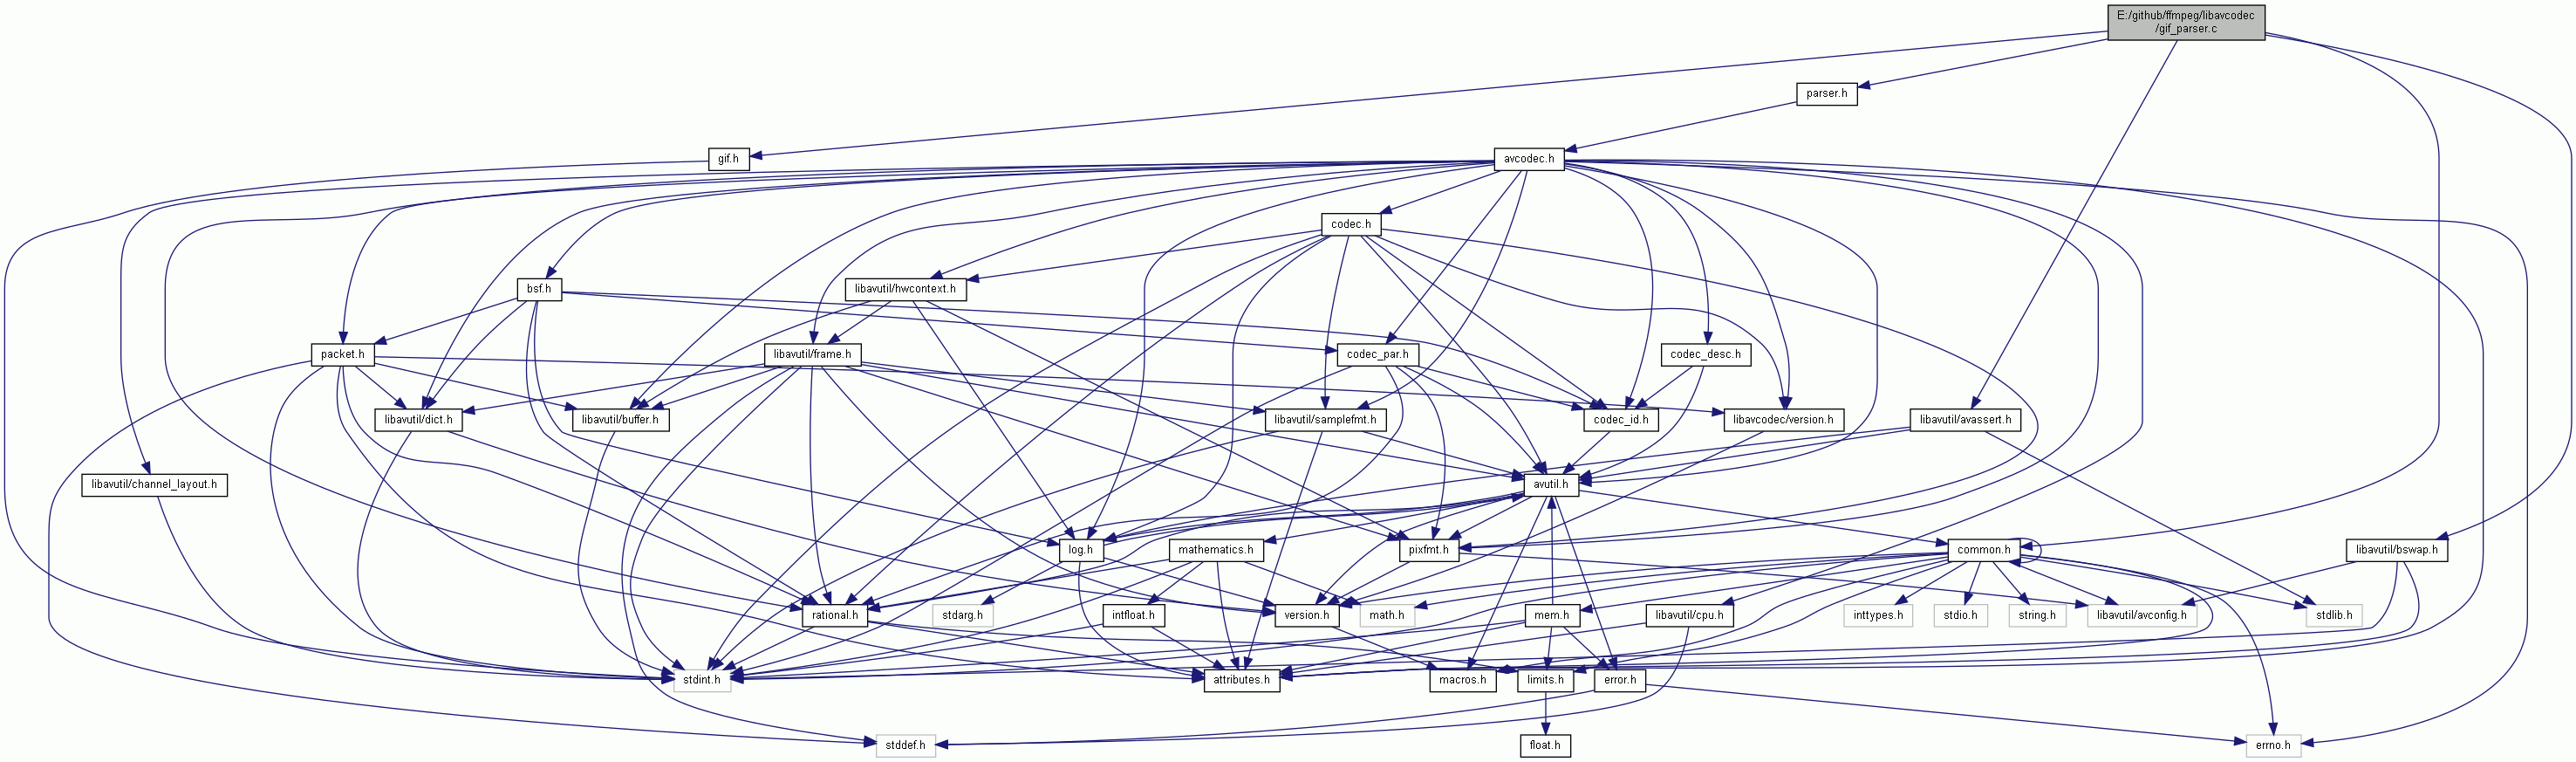 E:/github/ffmpeg/libavcodec
/gif_parser.c
parser.h
gif.h
avcodec.h
codec.h
bsf.h
libavutil/hwcontext.h
packet.h
libavutil/frame.h
codec_par.h
codec_desc.h
libavutil/dict.h
libavutil/buffer.h
libavutil/samplefmt.h
codec_id.h
libavcodec/version.h
libavutil/avassert.h
libavutil/channel_layout.h
avutil.h
log.h
mathematics.h
pixfmt.h
common.h
libavutil/bswap.h
rational.h
stdarg.h
intfloat.h
version.h
math.h
mem.h
libavutil/cpu.h
inttypes.h
stdio.h
string.h
libavutil/avconfig.h
stdlib.h
stdint.h
attributes.h
macros.h
limits.h
error.h
stddef.h
float.h
errno.h